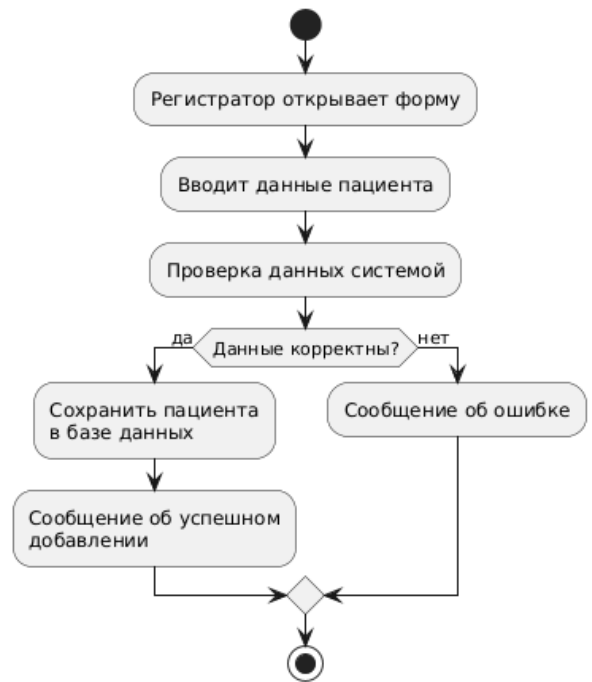 Регистратор открывает форму
Вводит данные пациента
Проверка данных системой
да
Данные корректны?
нет
Сохранить пациента
в базе данных
Сообщение об ошибке
Сообщение об успешном
добавлении